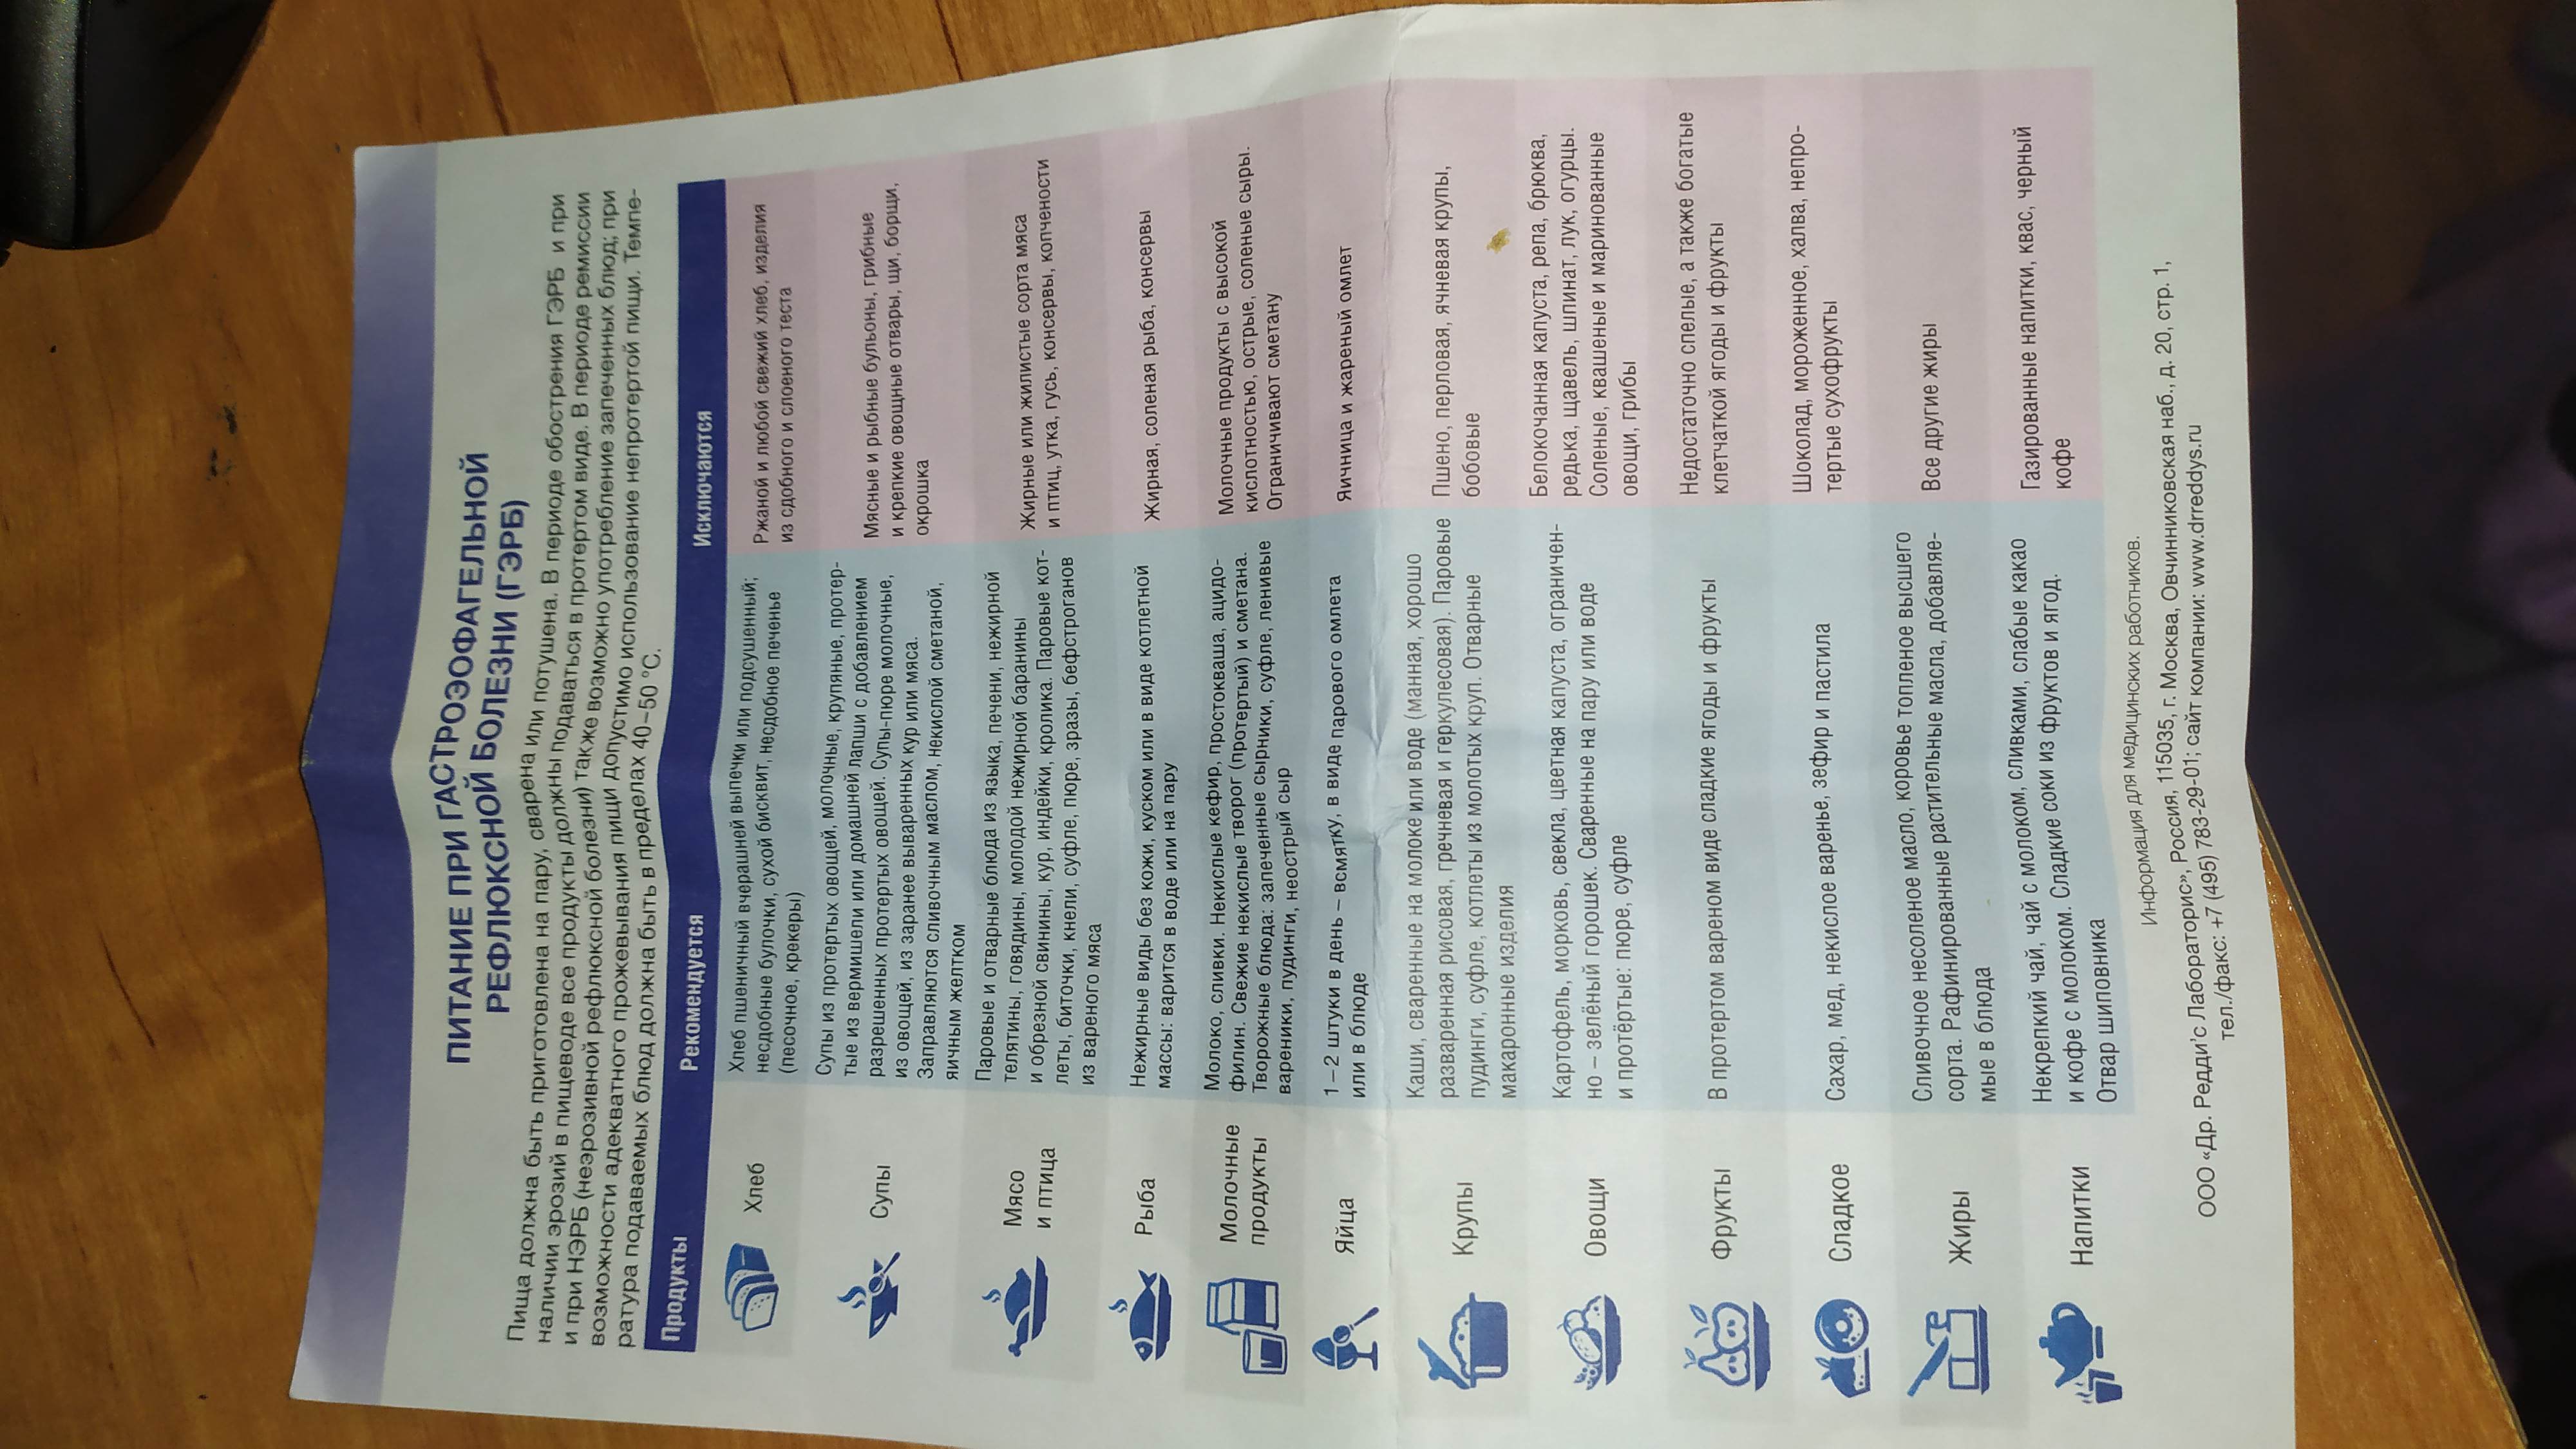 ПИТАНИЕ ПРИ ГАСТРОЭОФАГЕЛЬНОЙ
РЕФЛЮКСНОЙ БОЛЕЗНИ (ГЭРБ)
Пища должна быть приготовлена на пару, сварена или потушена. В периоде обострения ГЭРБ и при
наличии эрозий в пищеводе все продукты должны подаваться в протертом виде. В периоде ремиссии
и при НЭРБ (неэрозивной рефлюксной болезни) также возможно употребление запеченных блюд; при
возможности адекватного прожевывания пищи допустимо использование непротертой пищи. Темпе-
ратура подаваемых блюд должна быть в пределах 40–50 °С.
Продукты Рекомендуется Исключаются
Хлеб
Хлеб пшеничный вчерашней выпечки или подсушенный;
несдобные булочки, сухой бисквит, несдобное печенье
(песочное, крекеры)
Ржаной и любой свежий хлеб, изделия
из сдобного и слоеного теста
Супы
Супы из протертых овощей, молочные, крупяные, протер-
тые из вермишели или домашней лапши с добавлением
разрешенных протертых овощей. Супы-пюре молочные,
из овощей, из заранее вываренных кур или мяса.
Заправляются сливочным маслом, некислой сметаной,
яичным желтком
Мясные и рыбные бульоны, грибные
и крепкие овощные отвары, щи, борщи,
окрошка
Мясо
и птица
Паровые и отварные блюда из языка, печени, нежирной
телятины, говядины, молодой нежирной баранины
и обрезной свинины, кур, индейки, кролика. Паровые кот-
леты, биточки, кнели, суфле, пюре, зразы, бефстроганов
из вареного мяса
Жирные или жилистые сорта мяса
и птиц, утка, гусь, консервы, копчености
Рыба
Нежирные виды без кожи, куском или в виде котлетной
массы: варится в воде или на пару
Жирная, соленая рыба, консервы
Молочные
продукты
Молоко, сливки. Некислые кефир, простокваша, ацидо-
филин. Свежие некислые творог (протертый) и сметана.
Творожные блюда: запеченные сырники, суфле, ленивые
вареники, пудинги, неострый сыр
Молочные продукты с высокой
кислотностью, острые, соленые сыры.
Ограничивают сметану
Яйца
1–2 штуки в день – всмятку, в виде парового омлета
или в блюде
Яичница и жареный омлет
Крупы
Каши, сваренные на молоке или воде (манная, хорошо
разваренная рисовая, гречневая и геркулесовая). Паровые
пудинги, суфле, котлеты из молотых круп. Отварные
макаронные изделия
Пшено, перловая, ячневая крупы,
бобовые
Овощи
Картофель, морковь, свекла, цветная капуста, ограничен-
но – зелёный горошек. Сваренные на пару или воде
и протёртые: пюре, суфле
Белокочанная капуста, репа, брюква,
редька, щавель, шпинат, лук, огурцы.
Соленые, квашеные и маринованные
овощи, грибы
Фрукты
В протертом вареном виде сладкие ягоды и фрукты
Недостаточно спелые, а также богатые
клетчаткой ягоды и фрукты
Сладкое
Сахар, мед, некислое варенье, зефир и пастила
Шоколад, мороженное, халва, непро-
тертые сухофрукты
Жиры
Сливочное несоленое масло, коровье топленое высшего
сорта. Рафинированные растительные масла, добавляе-
мые в блюда
Все другие жиры
Напитки
Некрепкий чай, чай с молоком, сливками, слабые какао
и кофе с молоком. Сладкие соки из фруктов и ягод.
Отвар шиповника
Газированные напитки, квас, черный
кофе
Информация для медицинских работников.
ООО «Др. Редди'с Лабораторис», Россия, 115035, г. Москва, Овчинниковская наб., д. 20, стр. 1,
тел./факс: +7 (495) 783-29-01; сайт компании: www.drreddys.ru